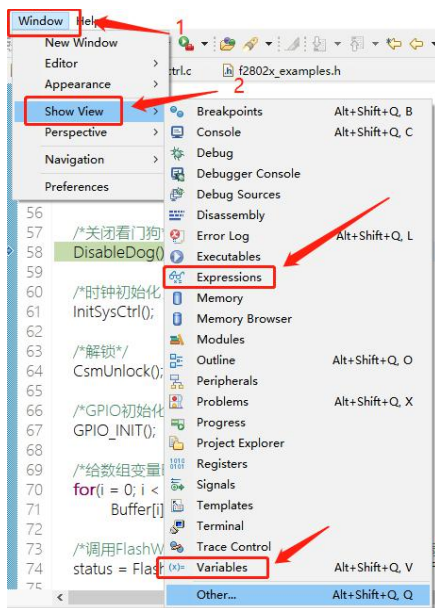 Window Help
1
New Window
Editor
Appearance
Show View
2
Perspective
Navigation
Preferences
trl.c
f2802x_examples.h
Breakpoints Alt+Shift+Q, B
Console Alt+Shift+Q, C
Debug
Debugger Console
Debug Sources
Disassembly
Error Log Alt+Shift+Q, L
Executables
Expressions
Memory
Memory Browser
Modules
Outline Alt+Shift+Q, O
Peripherals
Problems Alt+Shift+Q, X
Progress
Project Explorer
Registers
Signals
Templates
Terminal
Trace Control
Variables Alt+Shift+Q, V
Other... Alt+Shift+Q, Q
56
57 /*关闭看门狗*
58 DisableDog()
59
60 /*时钟初始化
61 InitSysCtrl();
62
63 /*解锁*/
64 CsmUnlock();
65
66 /*GPIO初始化
67 GPIO_INIT();
68
69 /*给数组变量
70 for(i = 0; i <
71 Buffer[i]
72
73 /*调用FlashW
74 status = Flash
75